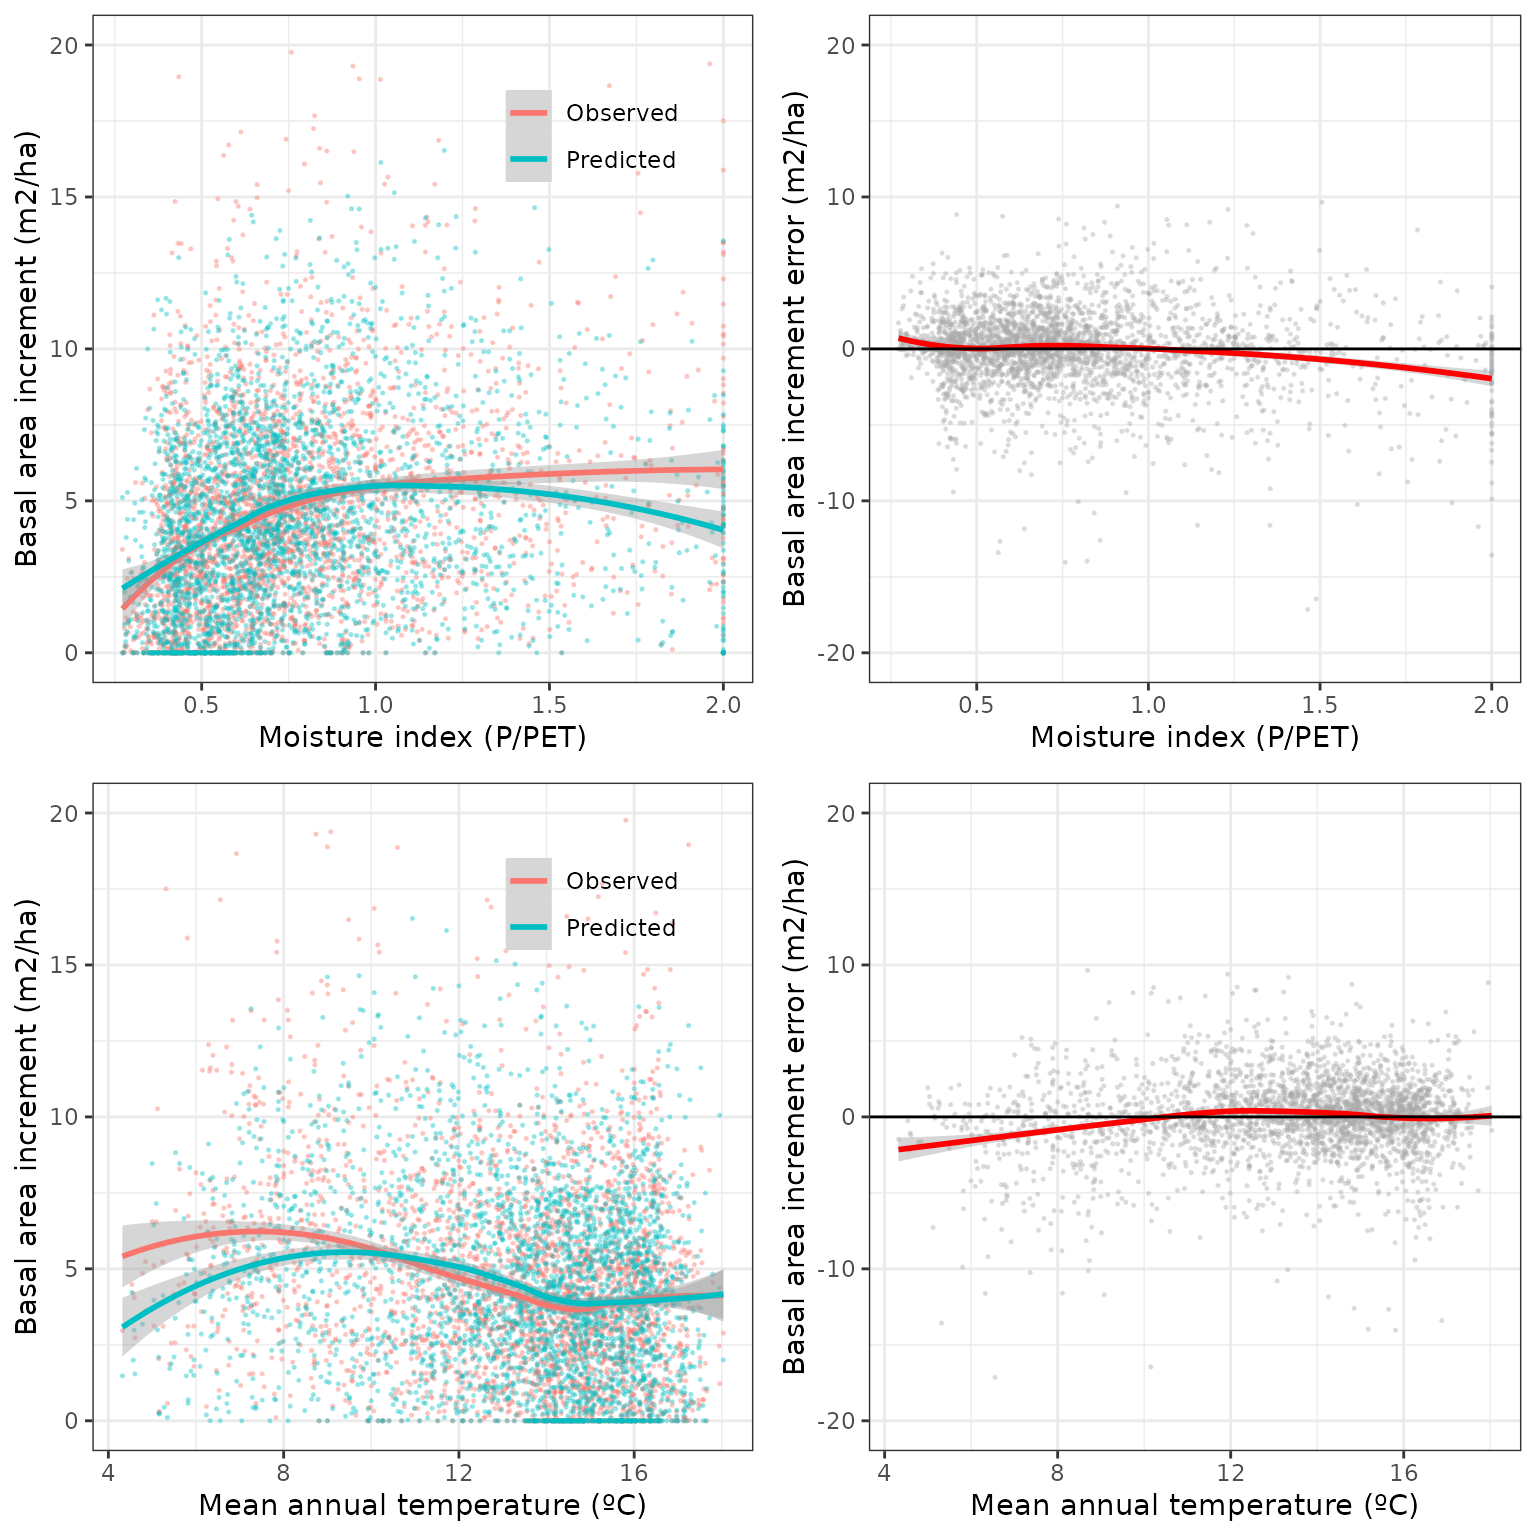 Basal area increment (m2/ha)
20
15
10
5
0
Observed
Predicted
0.5 1.0 1.5 2.0
Moisture index (P/PET)
Basal area increment error (m2/ha)
20
10
0
-10
-20
0.5 1.0 1.5 2.0
Moisture index (P/PET)
Basal area increment (m2/ha)
20
15
10
5
0
Observed
Predicted
4 8 12 16
Mean annual temperature (ºC)
Basal area increment error (m2/ha)
20
10
0
-10
-20
4 8 12 16
Mean annual temperature (ºC)